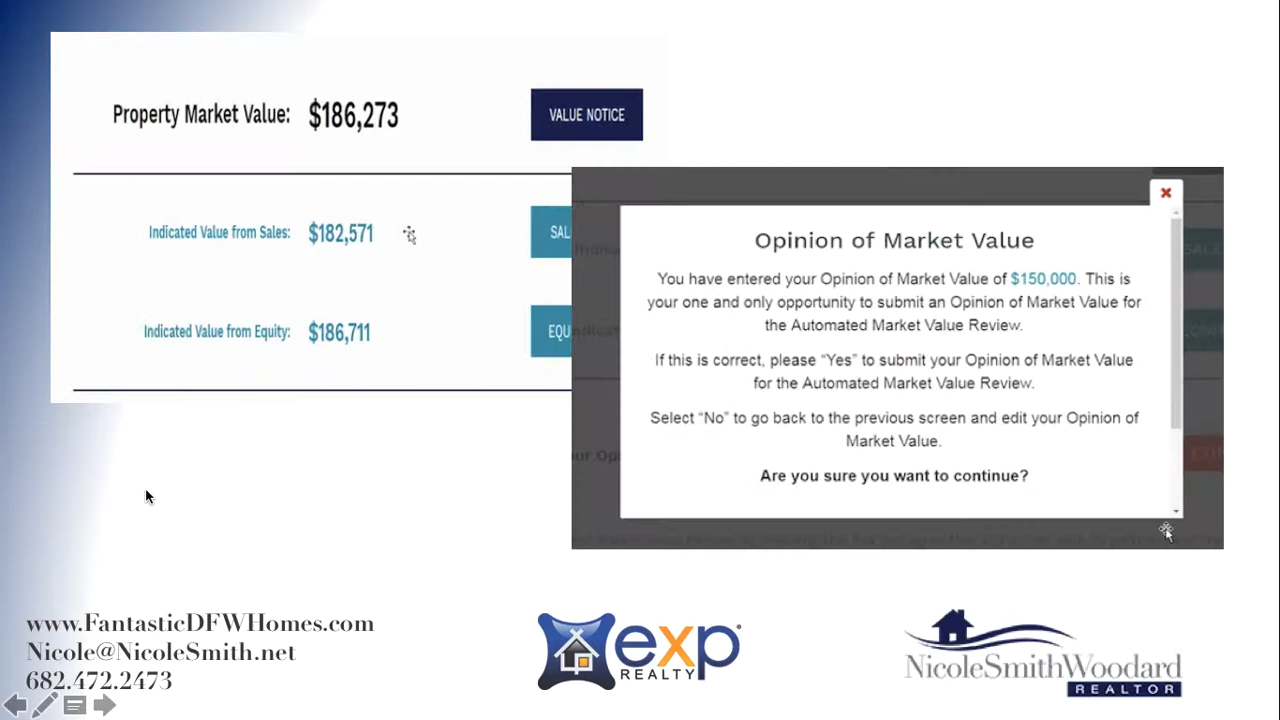 Property Market Value: $186,273
VALUE NOTICE
Indicated Value from Sales: $182,571
SAL
Indicated Value from Equity: $186,711
EQU
Opinion of Market Value
You have entered your Opinion of Market Value of $150,000. This is
your one and only opportunity to submit an Opinion of Market Value for
the Automated Market Value Review.
If this is correct, please “Yes” to submit your Opinion of Market Value
for the Automated Market Value Review.
Select “No” to go back to the previous screen and edit your Opinion of
Market Value.
Are you sure you want to continue?
www.FantasticDFWHomes.com
Nicole@NicoleSmith.net
682.472.2473
exp
REALTY
NicoleSmithWoodard
REALTOR